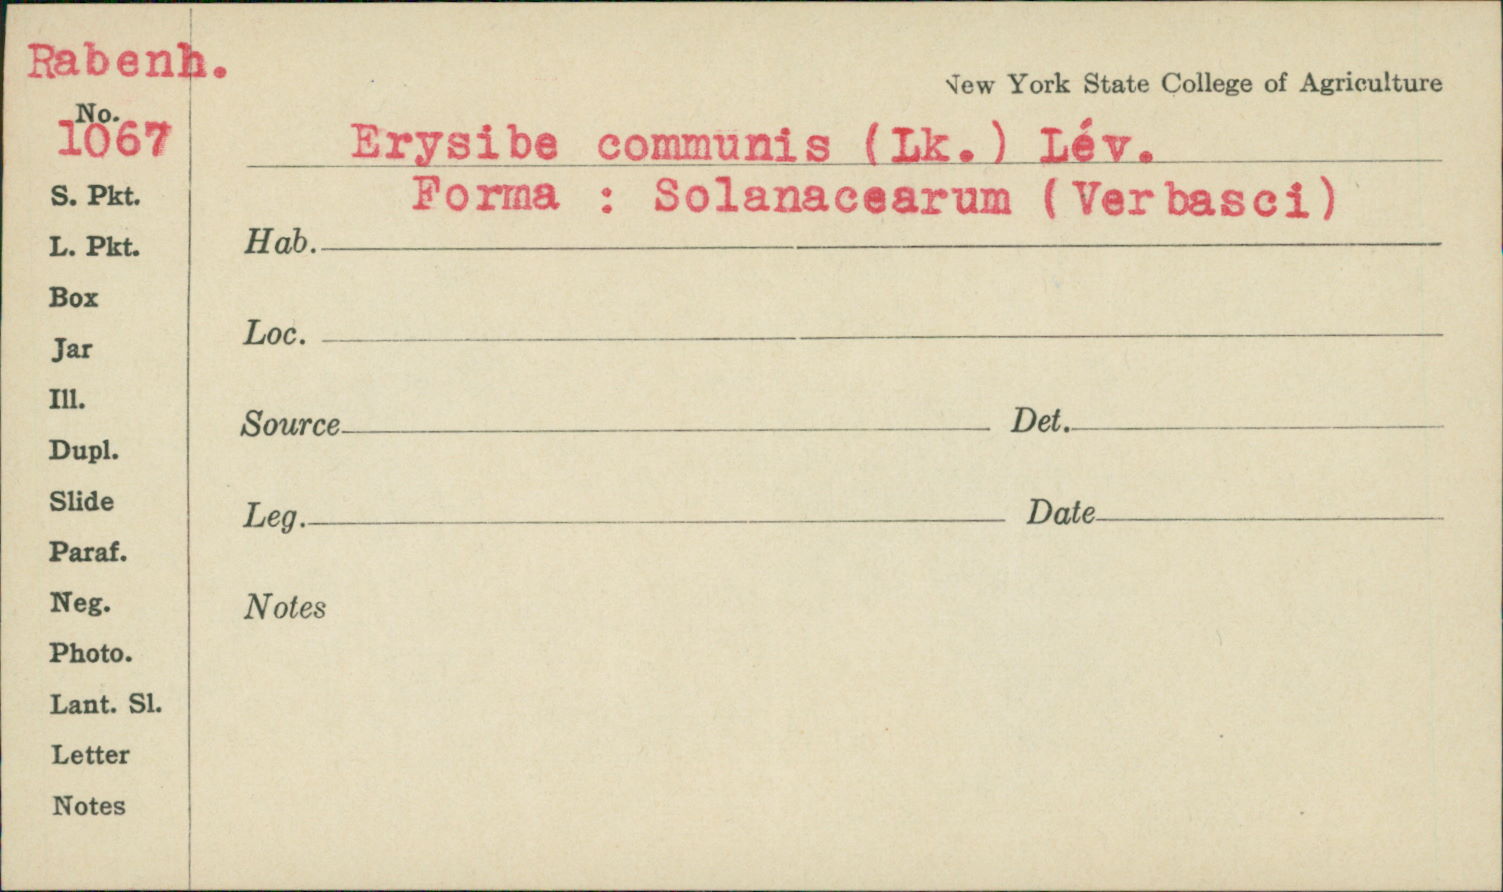 Rabenh.
New York State College of Agriculture
No.
1067
Erysibe communis (Lk.) Lév.
Forma : Solanacearum (Verbasci)
S. Pkt.
L. Pkt.
Box
Jar
Ill.
Dupl.
Slide
Paraf.
Neg.
Photo.
Lant. Sl.
Letter
Notes
Hab.
Loc.
Source Det.
Leg. Date
Notes